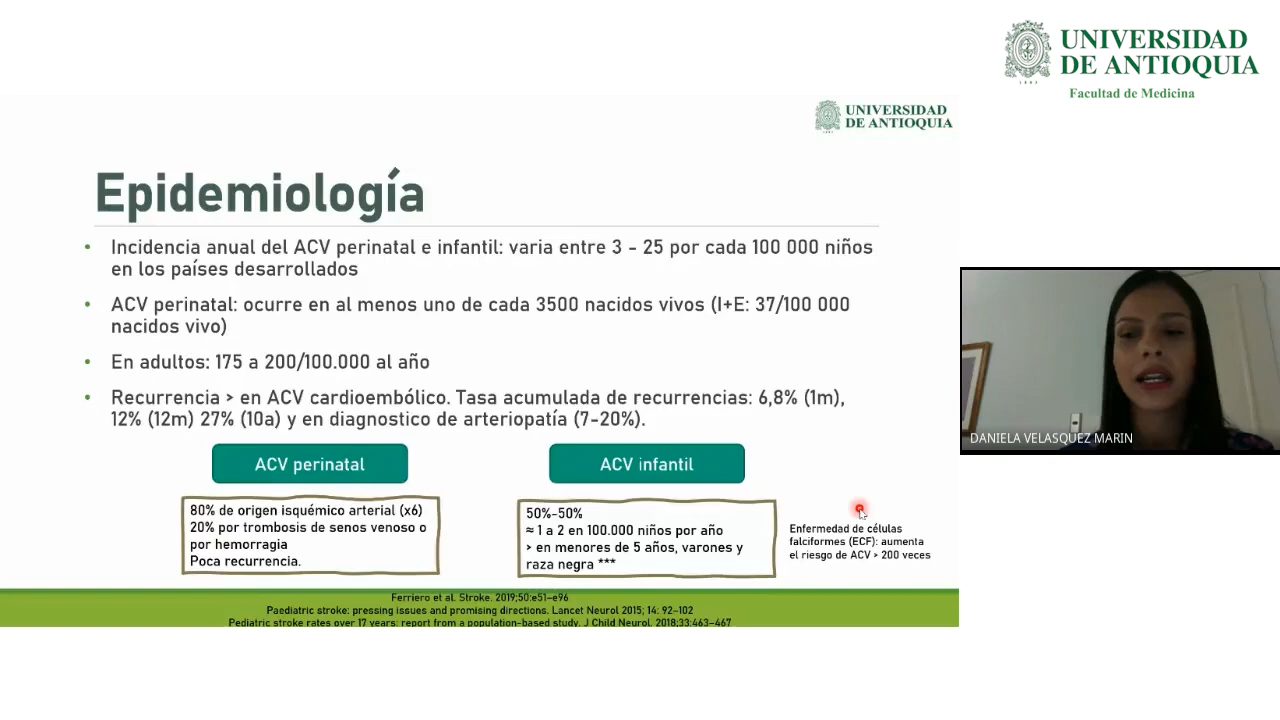 UNIVERSIDAD
DE ANTIOQUIA
Facultad de Medicina
UNIVERSIDAD
DE ANTIOQUIA
Epidemiología
• Incidencia anual del ACV perinatal e infantil: varia entre 3 - 25 por cada 100 000 niños
en los países desarrollados
• ACV perinatal: ocurre en al menos uno de cada 3500 nacidos vivos (I+E: 37/100 000
nacidos vivo)
• En adultos: 175 a 200/100.000 al año
• Recurrencia > en ACV cardioembólico. Tasa acumulada de recurrencias: 6,8% (1m),
12% (12m) 27% (10a) y en diagnostico de arteriopatía (7-20%).
ACV perinatal
80% de origen isquémico arterial (x6)
20% por trombosis de senos venoso o
por hemorragia
Poca recurrencia.
ACV infantil
50%-50%
≈ 1 a 2 en 100.000 niños por año
> en menores de 5 años, varones y
raza negra ***
Enfermedad de células
falciformes (ECF): aumenta
el riesgo de ACV > 200 veces
Ferriero et al. Stroke. 2019;50:e51–e96
Paediatric stroke: pressing issues and promising directions. Lancet Neurol 2015; 14: 92–102
Pediatric stroke rates over 17 years: report from a population-based study. J Child Neurol. 2018;33:463–467
DANIELA VELASQUEZ MARIN